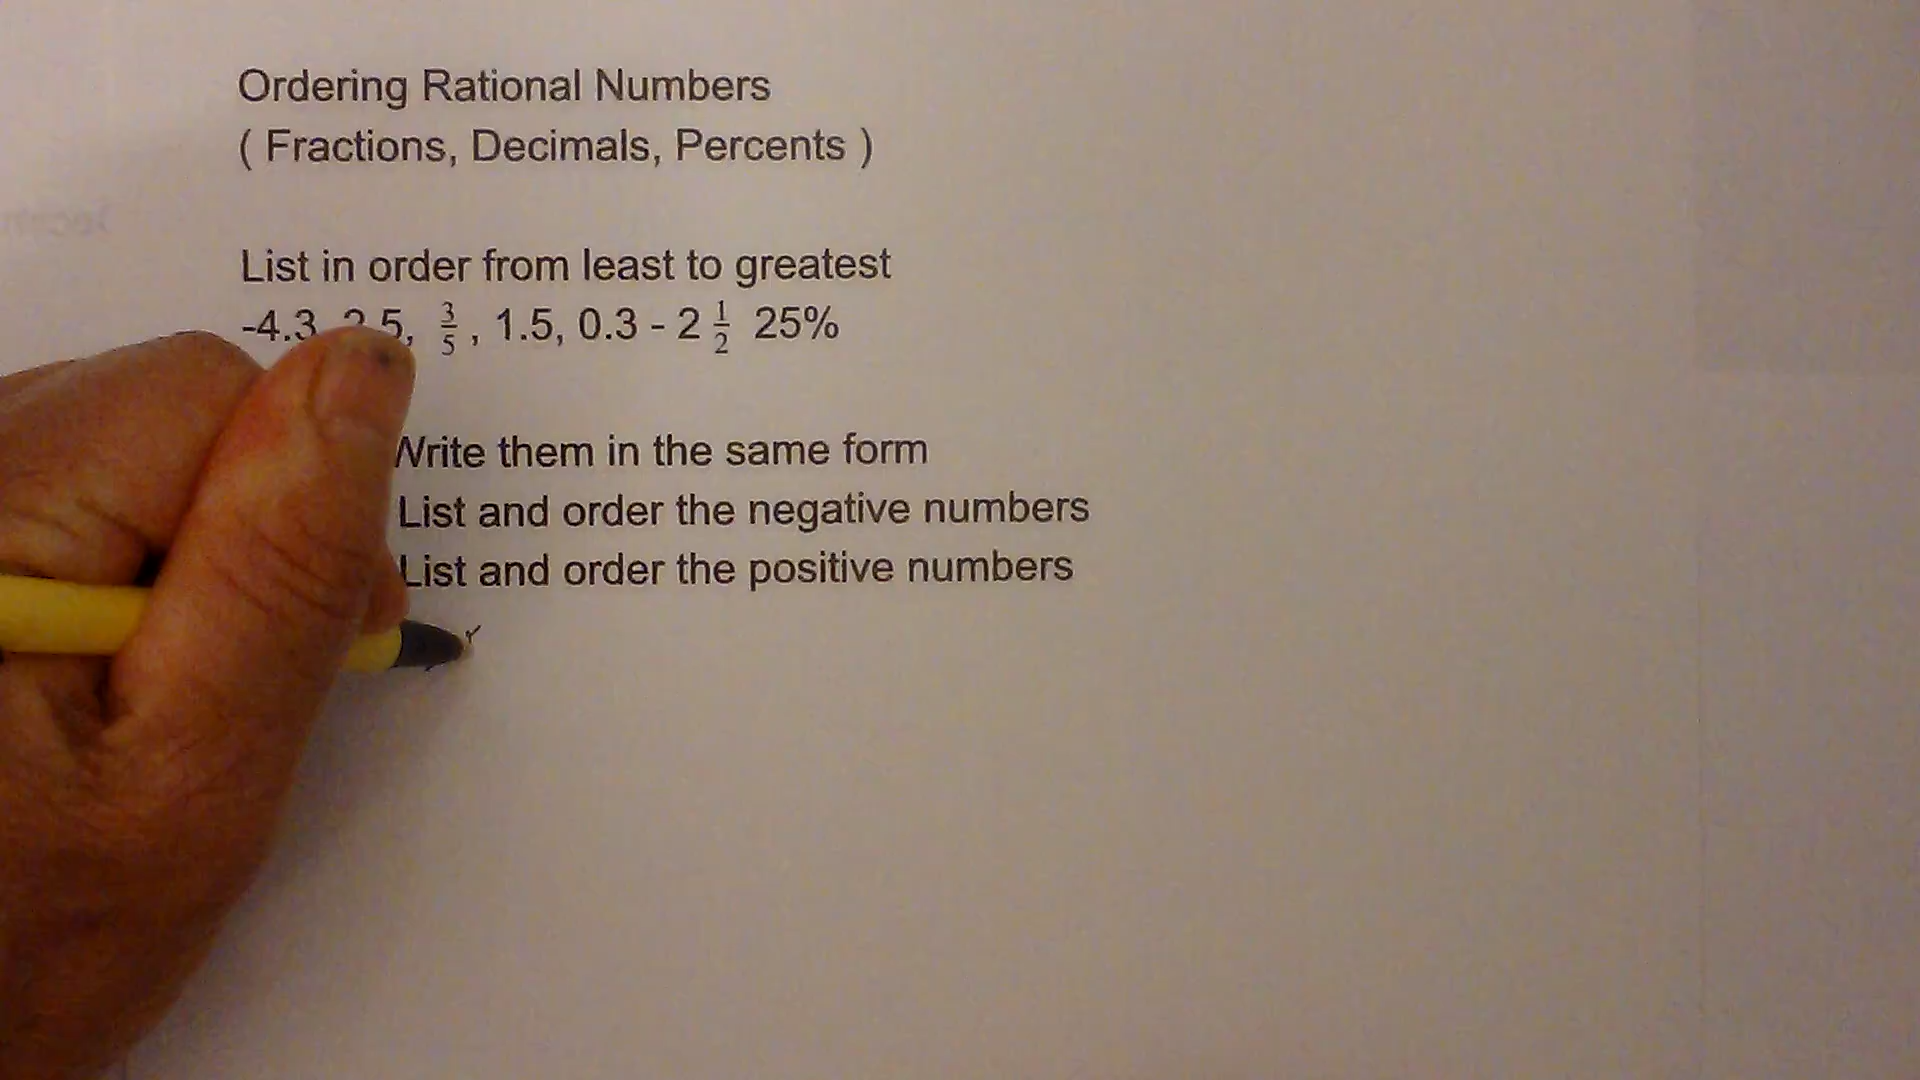 Ordering Rational Numbers
( Fractions, Decimals, Percents )
List in order from least to greatest
-4.3 2.5, 3/5 , 1.5, 0.3 - 2 1/2 25%
Write them in the same form
List and order the negative numbers
List and order the positive numbers